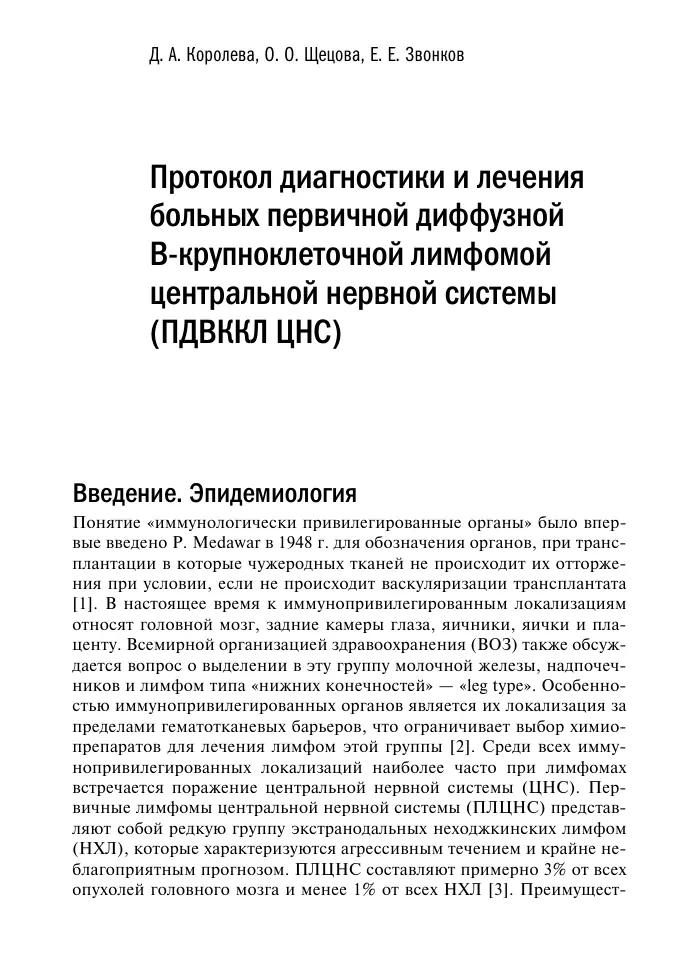 Д. А. Королева, О. О. Щецова, Е. Е. Звонков
Протокол диагностики и лечения
больных первичной диффузной
В-крупноклеточной лимфомой
центральной нервной системы
(ПДВККЛ ЦНС)
Введение. Эпидемиология
Понятие «иммунологически привилегированные органы» было впер-
вые введено P. Medawar в 1948 г. для обозначения органов, при транс-
плантации в которые чужеродных тканей не происходит их отторже-
ния при условии, если не происходит васкуляризации трансплантата
[1]. В настоящее время к иммунопривилегированным локализациям
относят головной мозг, задние камеры глаза, яичники, яички и пла-
центу. Всемирной организацией здравоохранения (ВОЗ) также обсуж-
дается вопрос о выделении в эту группу молочной железы, надпочеч-
ников и лимфом типа «нижних конечностей» — «leg type». Особенно-
стью иммунопривилегированных органов является их локализация за
пределами гематотканевых барьеров, что ограничивает выбор химио-
препаратов для лечения лимфом этой группы [2]. Среди всех имму-
нопривилегированных локализаций наиболее часто при лимфомах
встречается поражение центральной нервной системы (ЦНС). Пер-
вичные лимфомы центральной нервной системы (ПЛЦНС) представ-
ляют собой редкую группу экстранодальных неходжкинских лимфом
(НХЛ), которые характеризуются агрессивным течением и крайне не-
благоприятным прогнозом. ПЛЦНС составляют примерно 3% от всех
опухолей головного мозга и менее 1% от всех НХЛ [3]. Преимущест-